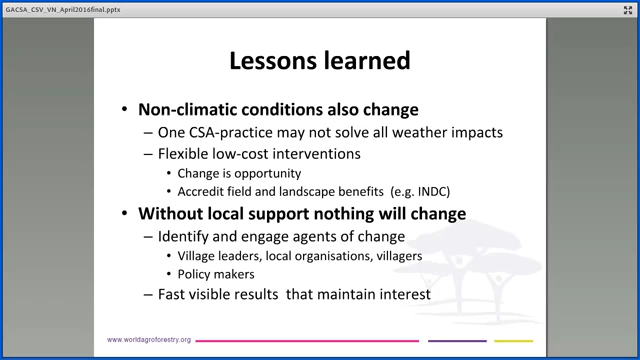 GACSA_CSV_VN_April2016final.pptx
Lessons learned
• Non-climatic conditions also change
– One CSA-practice may not solve all weather impacts
– Flexible low-cost interventions
• Change is opportunity
• Accredit field and landscape benefits (e.g. INDC)
• Without local support nothing will change
– Identify and engage agents of change
• Village leaders, local organisations, villagers
• Policy makers
– Fast visible results that maintain interest
www.worldagroforestry.org